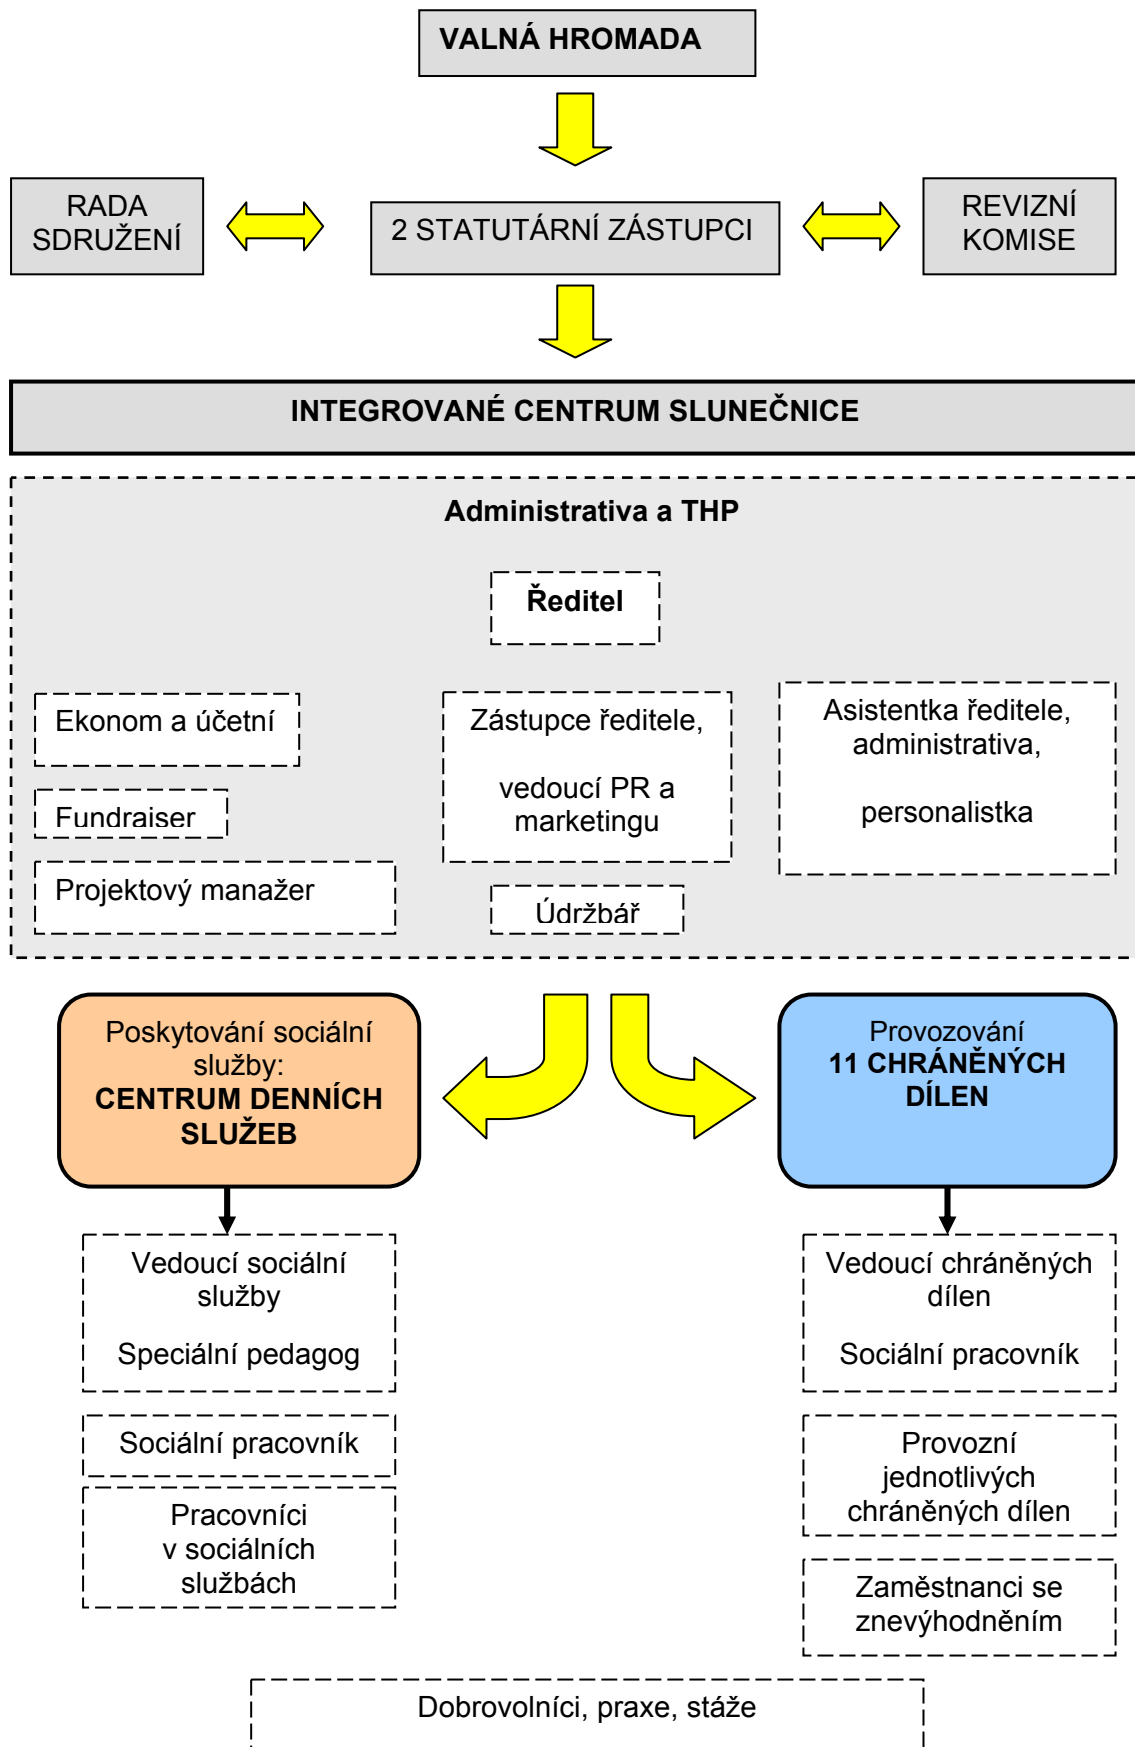 VALNÁ HROMADA
RADA
SDRUŽENÍ
2 STATUTÁRNÍ ZÁSTUPCI
REVIZNÍ
KOMISE
INTEGROVANÉ CENTRUM SLUNEČNICE
Administrativa a THP
Ředitel
Ekonom a účetní
Fundraiser
Projektový manažer
Zástupce ředitele,
vedoucí PR a
marketingu
Údržbář
Asistentka ředitele,
administrativa,
personalistka
Poskytování sociální
služby:
CENTRUM DENNÍCH
SLUŽEB
Provozování
11 CHRÁNĚNÝCH
DÍLEN
Vedoucí sociální
služby
Speciální pedagog
Sociální pracovník
Pracovníci
v sociálních
službách
Vedoucí chráněných
dílen
Sociální pracovník
Provozní
jednotlivých
chráněných dílen
Zaměstnanci se
znevýhodněním
Dobrovolníci, praxe, stáže